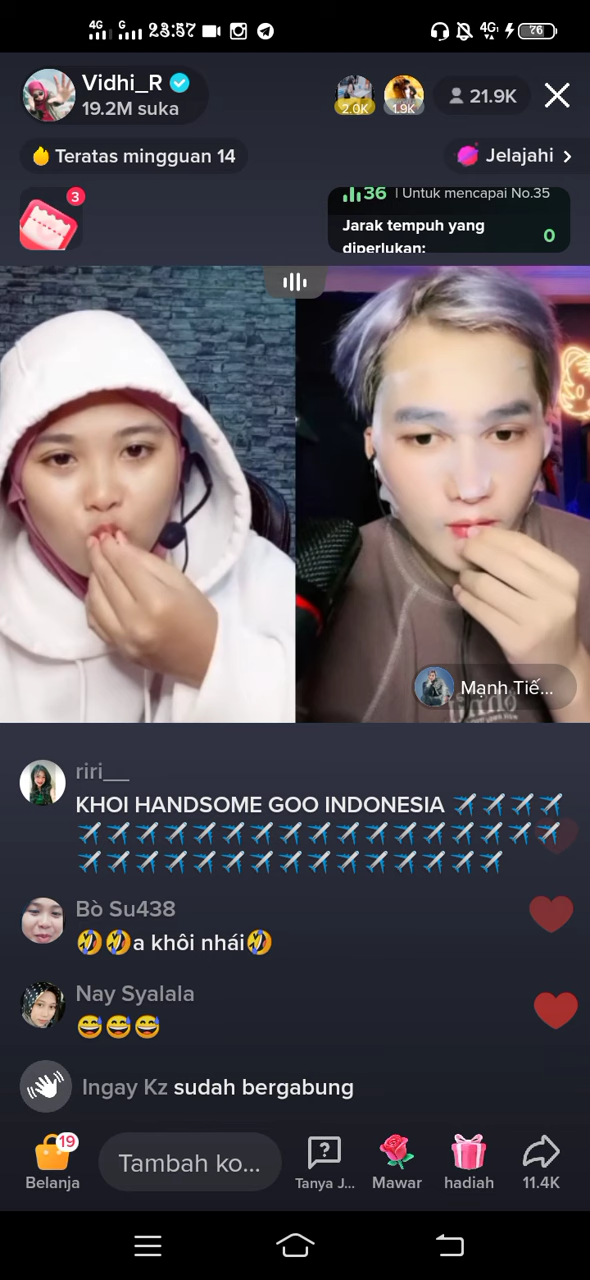 4G G 23:57 4G 76
Vidhi_R
19.2M suka
2.0K 1.9K 21.9K
Teratas mingguan 14 Jelajahi >
3
36 | Untuk mencapai No.35
Jarak tempuh yang
diperlukan: 0
Mạnh Tiế...
riri__
KHOI HANDSOME GOO INDONESIA ✈✈✈✈
✈✈✈✈✈✈✈✈✈✈✈✈✈✈✈✈✈
✈✈✈✈✈✈✈✈✈✈✈✈✈✈✈
Bò Su438
🤣🤣a khôi nhái🤣
Nay Syalala
😅😅😅
Ingay Kz sudah bergabung
19
Tambah ko...
Belanja Tanya J... Mawar hadiah 11.4K